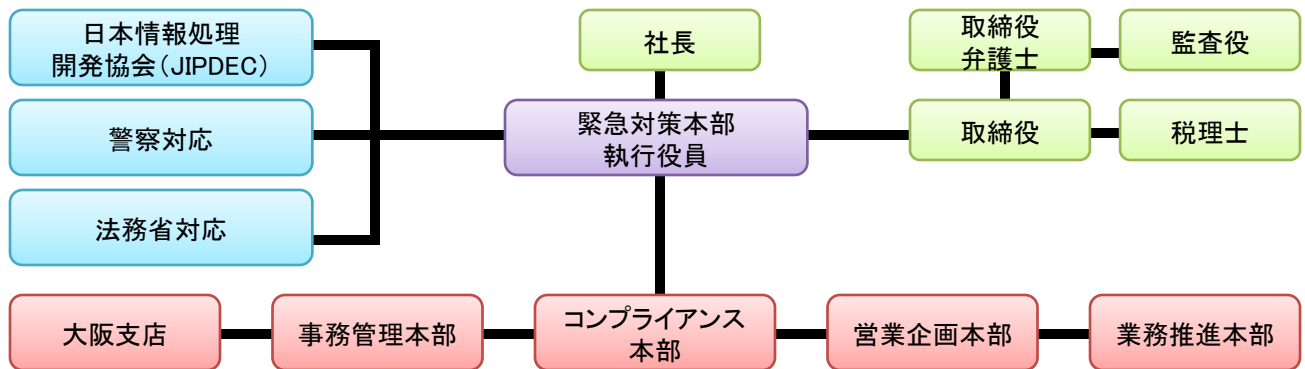 日本情報処理
開発協会（JIPDEC）
社長
取締役
弁護士
監査役
警察対応
緊急対策本部
執行役員
取締役
税理士
法務省対応
大阪支店
事務管理本部
コンプライアンス
本部
営業企画本部
業務推進本部